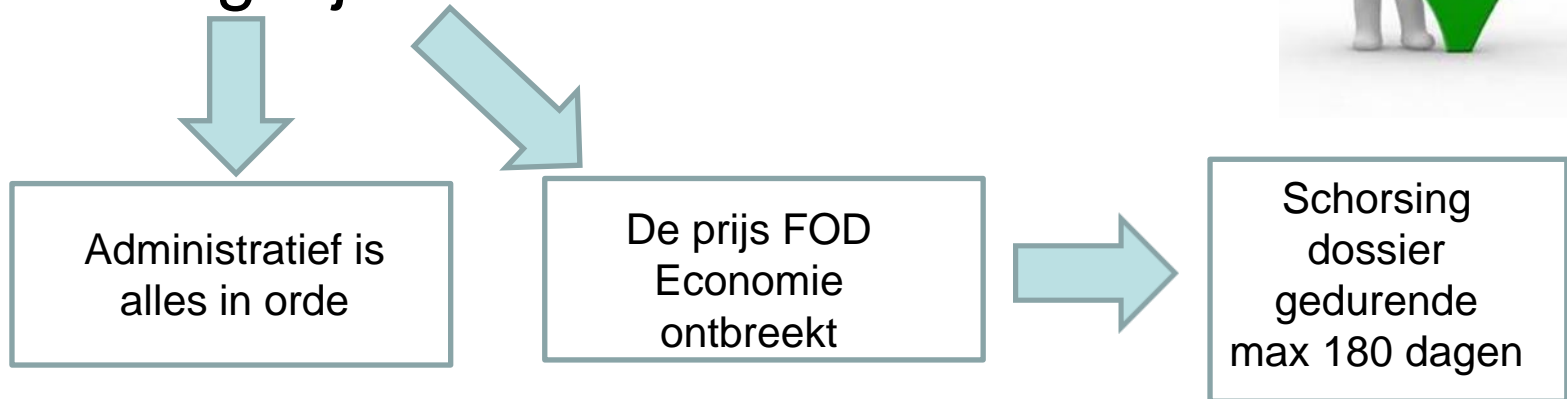 Administratief is
alles in orde
De prijs FOD
Economie
ontbreekt
Schorsing
dossier
gedurende
max 180 dagen